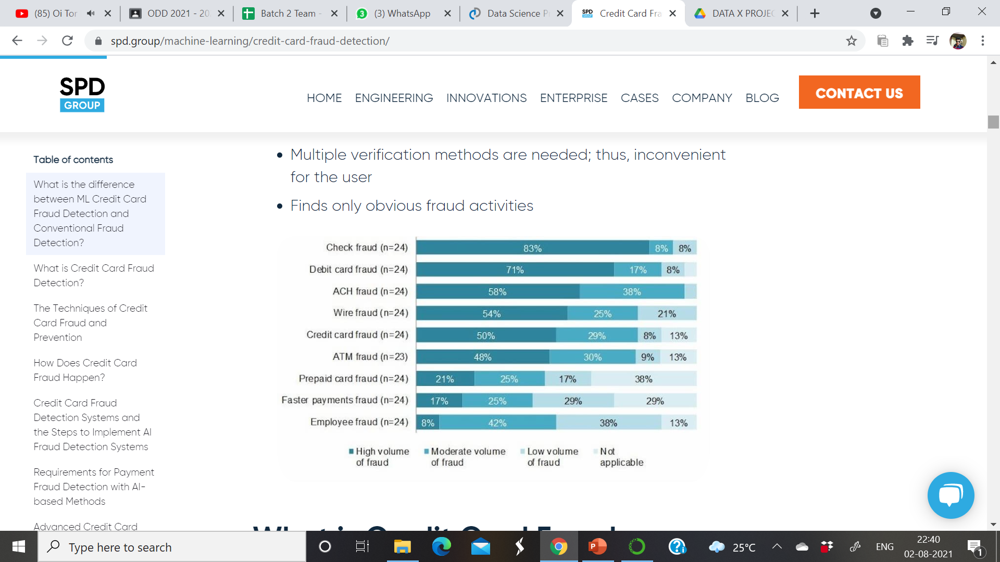 (85) Oi Tor
ODD 2021 - 20
Batch 2 Team -
(3) WhatsApp
Data Science P
Credit Card Fra
DATA X PROJEC
spd.group/machine-learning/credit-card-fraud-detection/
SPD
GROUP
HOME ENGINEERING INNOVATIONS ENTERPRISE CASES COMPANY BLOG
CONTACT US
Table of contents
What is the difference
between ML Credit Card
Fraud Detection and
Conventional Fraud
Detection?
What is Credit Card Fraud
Detection?
The Techniques of Credit
Card Fraud and
Prevention
How Does Credit Card
Fraud Happen?
Credit Card Fraud
Detection Systems and
the Steps to Implement AI
Fraud Detection Systems
Requirements for Payment
Fraud Detection with AI-
based Methods
Advanced Credit Card
• Multiple verification methods are needed; thus, inconvenient
for the user
• Finds only obvious fraud activities
Check fraud (n=24) 83% 8% 8%
Debit card fraud (n=24) 71% 17% 8%
ACH fraud (n=24) 58% 38%
Wire fraud (n=24) 54% 25% 21%
Credit card fraud (n=24) 50% 29% 8% 13%
ATM fraud (n=23) 48% 30% 9% 13%
Prepaid card fraud (n=24) 21% 25% 17% 38%
Faster payments fraud (n=24) 17% 25% 29% 29%
Employee fraud (n=24) 8% 42% 38% 13%
High volume
of fraud
Moderate volume
of fraud
Low volume
of fraud
Not
applicable
What is Credit Card Fraud
Type here to search
25°C
ENG
22:40
02-08-2021
1